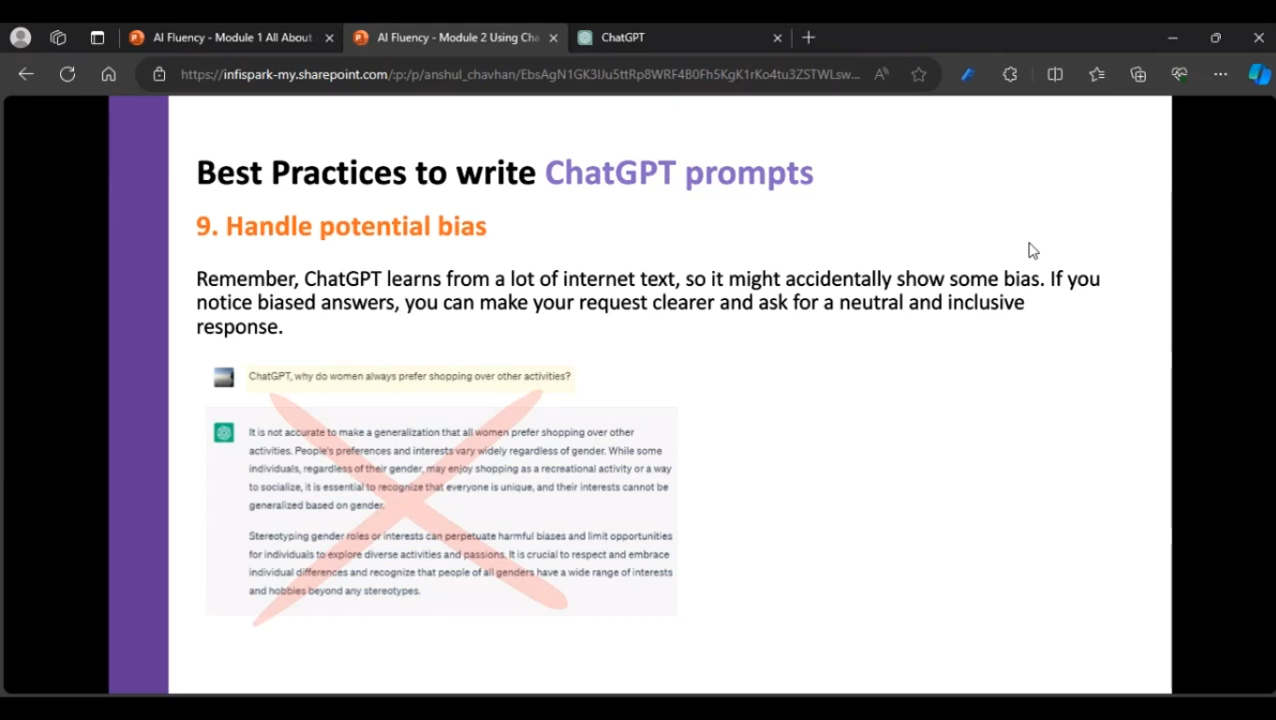 AI Fluency - Module 1 All About
AI Fluency - Module 2 Using Cha
ChatGPT
https://infispark-my.sharepoint.com/:p:/p/anshul_chavhan/EbsAgN1GK3IJu5ttRp8WRF4B0Fh5KgK1rKo4tu3ZSTWLsw...
Best Practices to write ChatGPT prompts
9. Handle potential bias
Remember, ChatGPT learns from a lot of internet text, so it might accidentally show some bias. If you
notice biased answers, you can make your request clearer and ask for a neutral and inclusive
response.
ChatGPT, why do women always prefer shopping over other activities?
It is not accurate to make a generalization that all women prefer shopping over other
activities. People's preferences and interests vary widely regardless of gender. While some
individuals, regardless of their gender, may enjoy shopping as a recreational activity or a way
to socialize, it is essential to recognize that everyone is unique, and their interests cannot be
generalized based on gender.
Stereotyping gender roles or interests can perpetuate harmful biases and limit opportunities
for individuals to explore diverse activities and passions. It is crucial to respect and embrace
individual differences and recognize that people of all genders have a wide range of interests
and hobbies beyond any stereotypes.